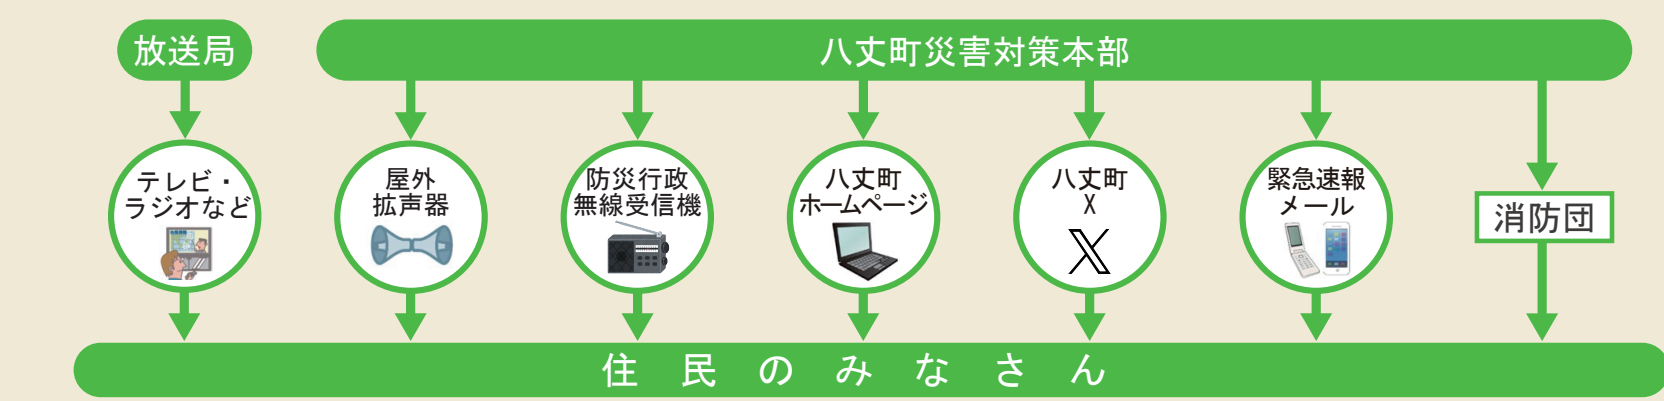 放送局
八丈町災害対策本部
テレビ・
ラジオなど
屋外
拡声器
防災行政
無線受信機
八丈町
ホームページ
八丈町
X
緊急速報
メール
消防団
住民のみなさん